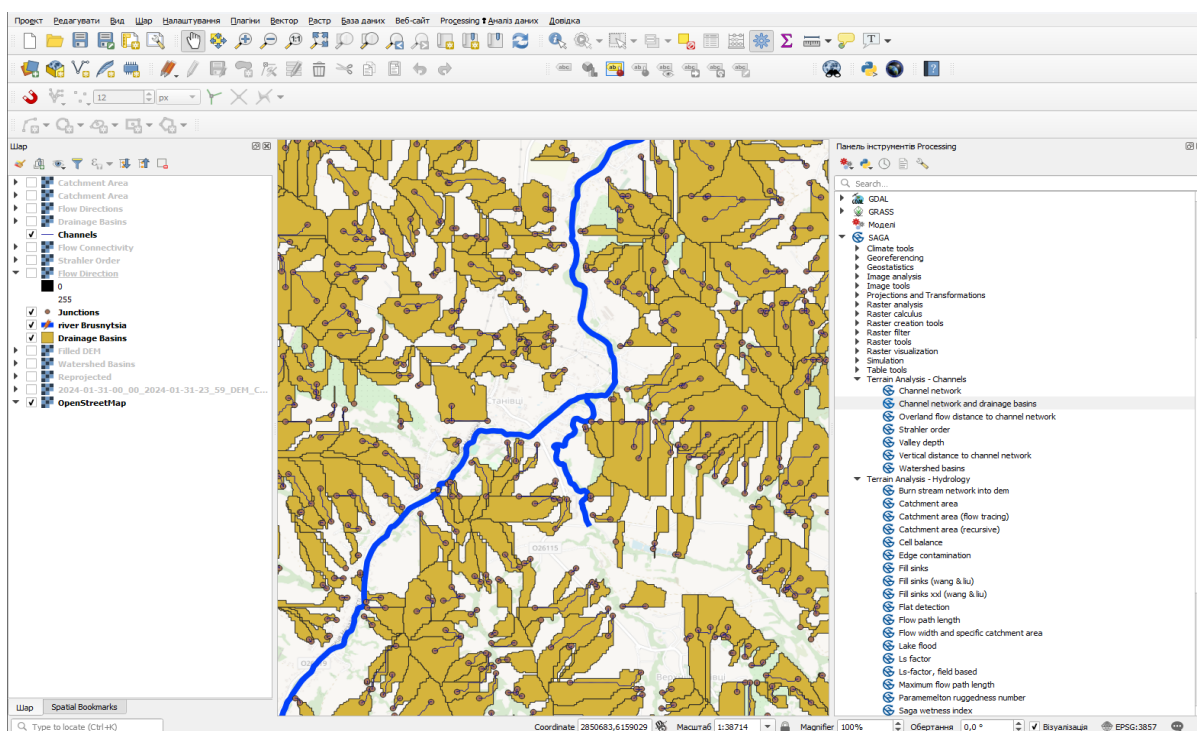 Проєкт Редагувати Вид Шар Налаштування Плагіни Вектор Растр База даних Веб-сайт Processing Аналіз даних Довідка
12 px
Шар
Catchment Area
Catchment Area
Flow Directions
Drainage Basins
Channels
Flow Connectivity
Strahler Order
Flow Direction
0
255
Junctions
river Brusnytsia
Drainage Basins
Filled DEM
Watershed Basins
Reprojected
2024-01-31-00_00_2024-01-31-23_59_DEM_C...
OpenStreetMap
Шар Spatial Bookmarks
Type to locate (Ctrl+K)
Станівці
О26115
Панель інструментів Processing
Search...
GDAL
GRASS
Моделі
SAGA
Climate tools
Georeferencing
Geostatistics
Image analysis
Image tools
Projections and Transformations
Raster analysis
Raster calculus
Raster creation tools
Raster filter
Raster tools
Raster visualization
Simulation
Table tools
Terrain Analysis - Channels
Channel network
Channel network and drainage basins
Overland flow distance to channel network
Strahler order
Valley depth
Vertical distance to channel network
Watershed basins
Terrain Analysis - Hydrology
Burn stream network into dem
Catchment area
Catchment area (flow tracing)
Catchment area (recursive)
Cell balance
Edge contamination
Fill sinks
Fill sinks (wang & liu)
Fill sinks xxl (wang & liu)
Flat detection
Flow path length
Flow width and specific catchment area
Lake flood
Ls factor
Ls-factor, field based
Maximum flow path length
Paramemelton ruggedness number
Saga wetness index
Coordinate 2850683,6159029 Масштаб 1:38714 Magnifier 100% Обертання 0,0 ° Візуалізація EPSG:3857